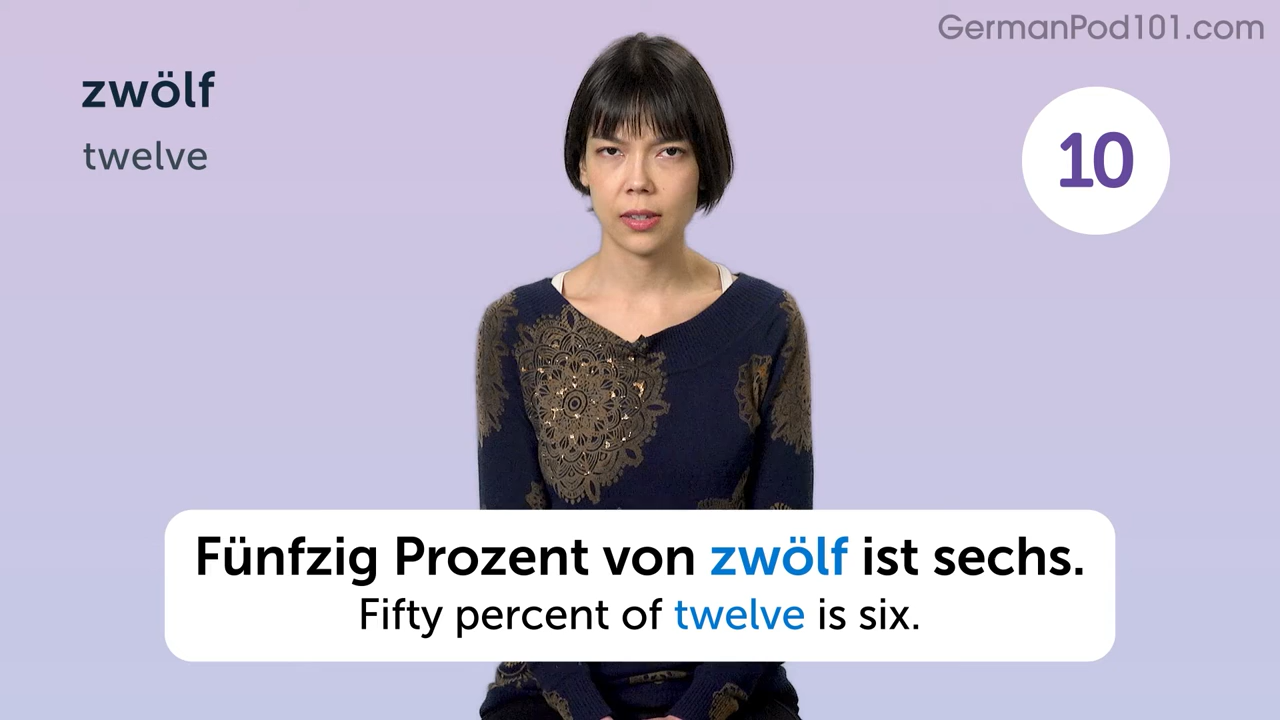 GermanPod101.com
zwölf
twelve
10
Fünfzig Prozent von zwölf ist sechs.
Fifty percent of twelve is six.